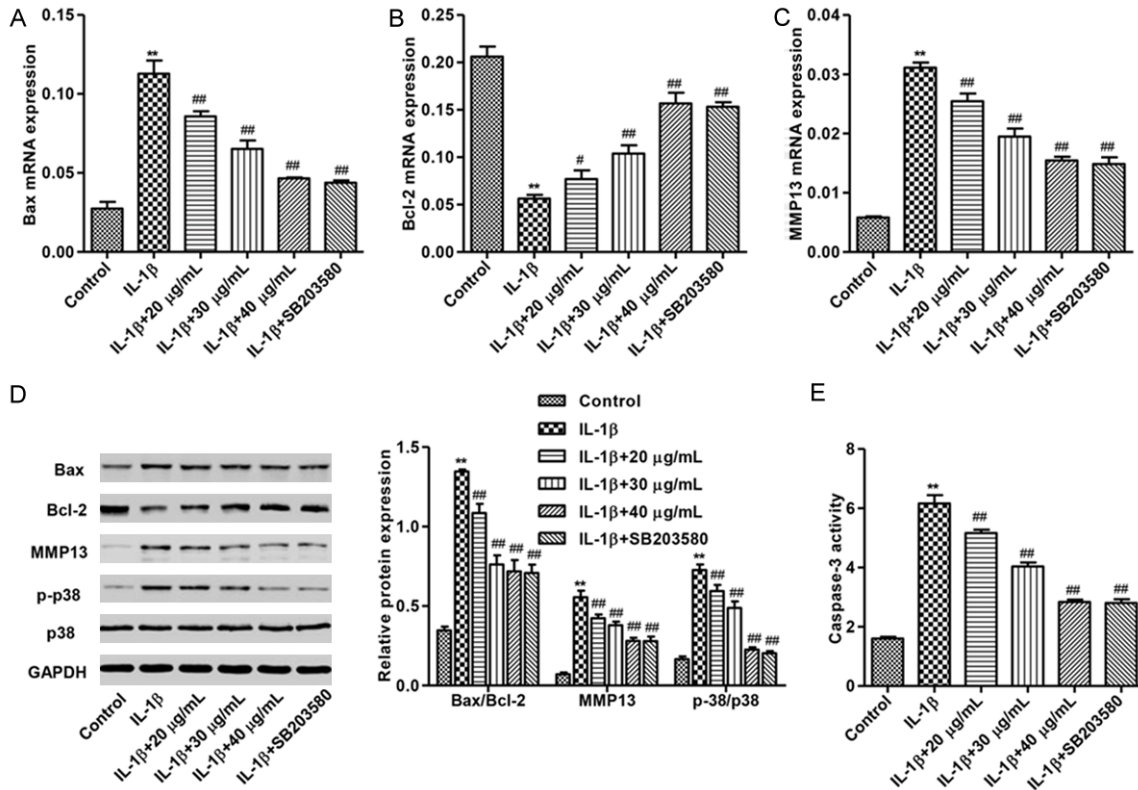 A
Bax mRNA expression
0.15
0.10
0.05
0.00
**
##
##
##
##
Control
IL-1β
IL-1β+20 μg/mL
IL-1β+30 μg/mL
IL-1β+40 μg/mL
IL-1β+SB203580
B
Bcl-2 mRNA expression
0.25
0.20
0.15
0.10
0.05
0.00
**
#
##
##
##
Control
IL-1β
IL-1β+20 μg/mL
IL-1β+30 μg/mL
IL-1β+40 μg/mL
IL-1β+SB203580
C
MMP13 mRNA expression
0.04
0.03
0.02
0.01
0.00
**
##
##
##
##
Control
IL-1β
IL-1β+20 μg/mL
IL-1β+30 μg/mL
IL-1β+40 μg/mL
IL-1β+SB203580
D
Bax
Bcl-2
MMP13
p-p38
p38
GAPDH
Control
IL-1β
IL-1β+20 μg/mL
IL-1β+30 μg/mL
IL-1β+40 μg/mL
IL-1β+SB203580
Control
IL-1β
IL-1β+20 μg/mL
IL-1β+30 μg/mL
IL-1β+40 μg/mL
IL-1β+SB203580
Relative protein expression
1.5
1.0
0.5
0.0
**
##
## ## ##
**
##
##
## ##
**
##
##
## ##
Bax/Bcl-2
MMP13
p-38/p38
E
Caspase-3 activity
8
6
4
2
0
**
##
##
##
##
Control
IL-1β
IL-1β+20 μg/mL
IL-1β+30 μg/mL
IL-1β+40 μg/mL
IL-1β+SB203580